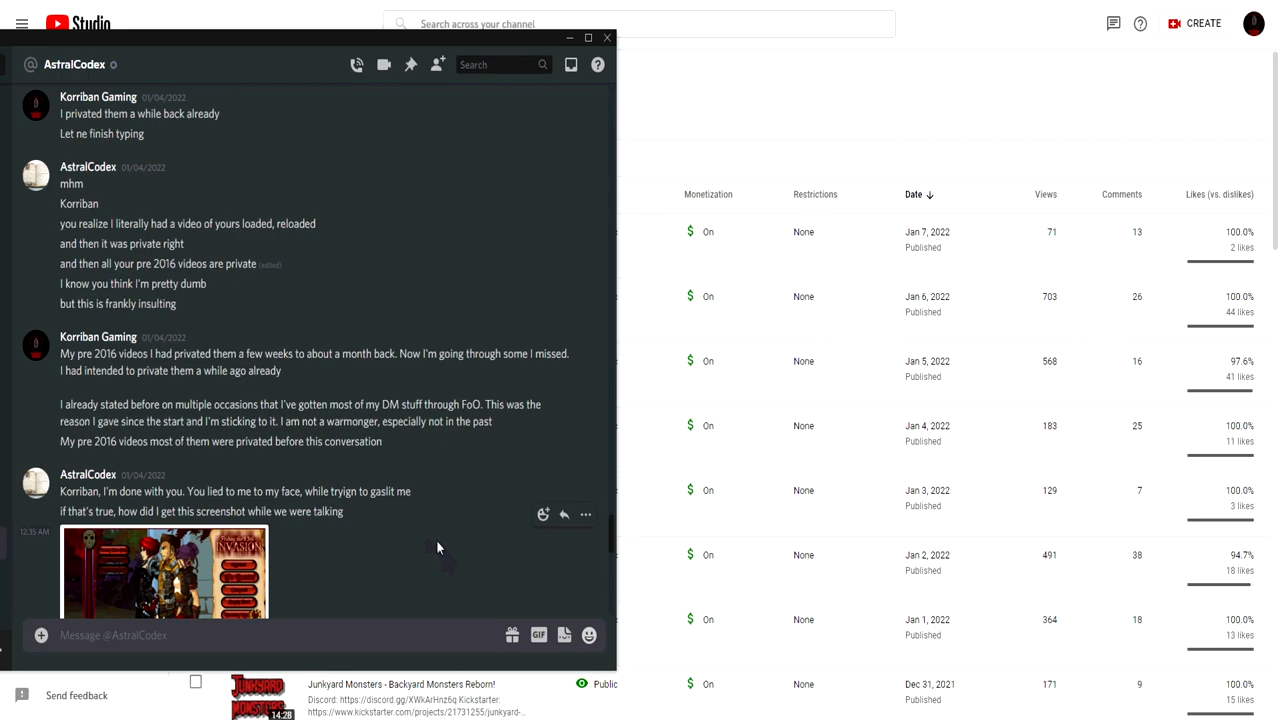 Studio
Search across your channel
CREATE
AstralCodex
Search
Korriban Gaming 01/04/2022
I privated them a while back already
Let ne finish typing
AstralCodex 01/04/2022
mhm
Korriban
you realize I literally had a video of yours loaded, reloaded
and then it was private right
and then all your pre 2016 videos are private (edited)
I know you think I'm pretty dumb
but this is frankly insulting
Korriban Gaming 01/04/2022
My pre 2016 videos I had privated them a few weeks to about a month back. Now I'm going through some I missed.
I had intended to private them a while ago already
I already stated before on multiple occasions that I've gotten most of my DM stuff through FoO. This was the
reason I gave since the start and I'm sticking to it. I am not a warmonger, especially not in the past
My pre 2016 videos most of them were privated before this conversation
AstralCodex 01/04/2022
Korriban, I'm done with you. You lied to me to my face, while tryign to gaslit me
if that's true, how did I get this screenshot while we were talking
12:35 AM
INVASION
Message @AstralCodex
GIF
Monetization Restrictions Date Views Comments Likes (vs. dislikes)
On None Jan 7, 2022 71 13 100.0%
Published 2 likes
On None Jan 6, 2022 703 26 100.0%
Published 44 likes
On None Jan 5, 2022 568 16 97.6%
Published 41 likes
On None Jan 4, 2022 183 25 100.0%
Published 11 likes
On None Jan 3, 2022 129 7 100.0%
Published 3 likes
On None Jan 2, 2022 491 38 94.7%
Published 18 likes
On None Jan 1, 2022 364 18 100.0%
Published 13 likes
Junkyard Monsters - Backyard Monsters Reborn! Public On None Dec 31, 2021 171 9 100.0%
Discord: https://discord.gg/XWkArHnz6q Kickstarter: Published 15 likes
https://www.kickstarter.com/projects/21731255/junkyard-...
JUNKYARD
MONSTERS
14:28
Send feedback